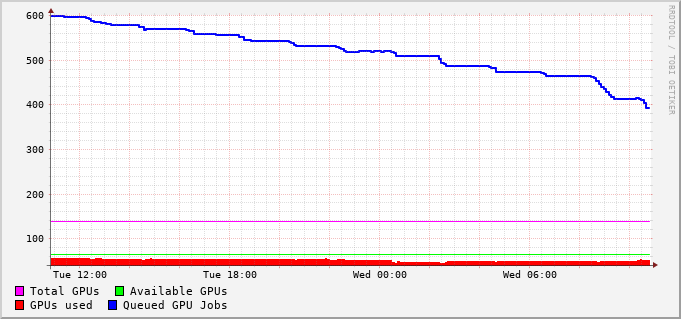 600
500
400
300
200
100
Tue 12:00 Tue 18:00 Wed 00:00 Wed 06:00
Total GPUs Available GPUs
GPUs used Queued GPU Jobs
RRDTOOL / TOBI OETIKER